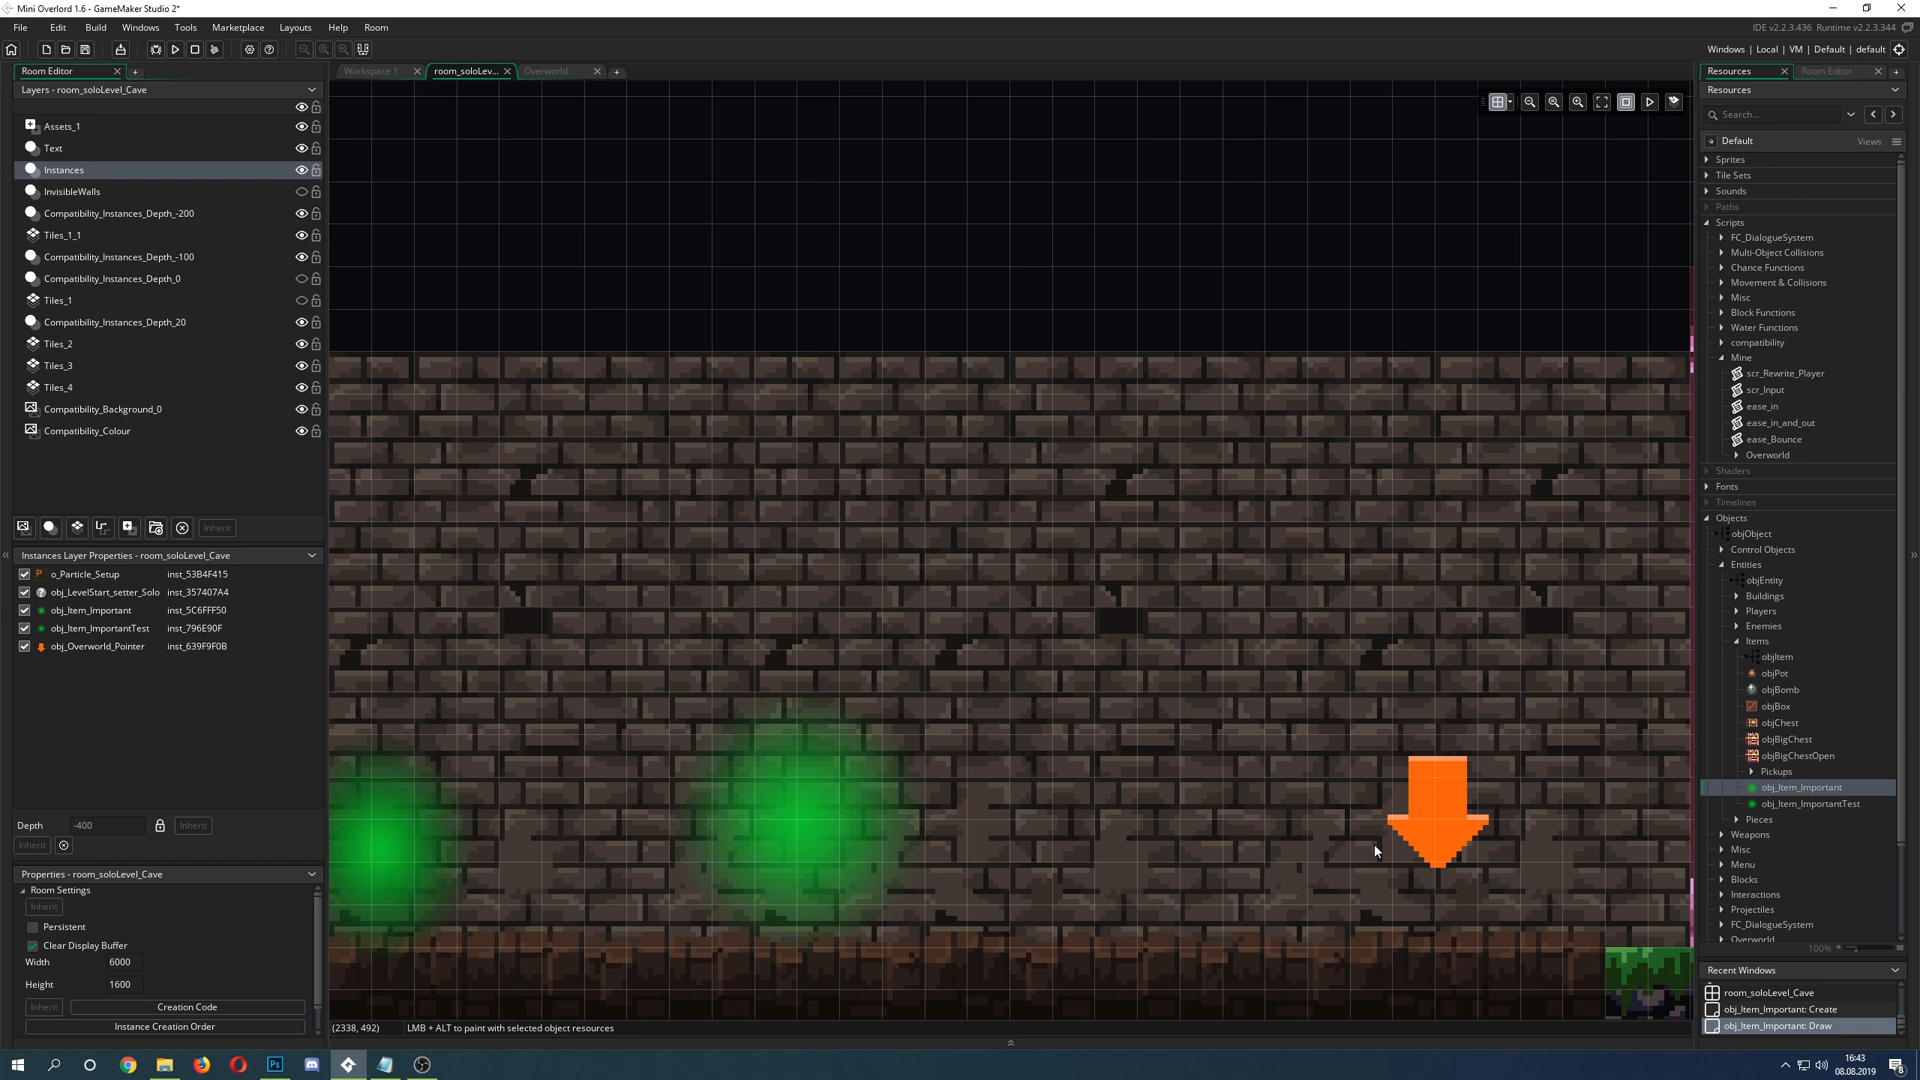 Mini Overlord 1.6 - GameMaker Studio 2*
File Edit Build Windows Tools Marketplace Layouts Help Room
IDE v2.2.3.436 Runtime v2.2.3.344
Windows | Local | VM | Default | default
Room Editor
Workspace 1
room_soloLev...
Overworld
Resources
Room Editor
Layers - room_soloLevel_Cave
Assets_1
Text
Instances
InvisibleWalls
Compatibility_Instances_Depth_-200
Tiles_1_1
Compatibility_Instances_Depth_-100
Compatibility_Instances_Depth_0
Tiles_1
Compatibility_Instances_Depth_20
Tiles_2
Tiles_3
Tiles_4
Compatibility_Background_0
Compatibility_Colour
Inherit
Instances Layer Properties - room_soloLevel_Cave
o_Particle_Setup inst_53B4F415
obj_LevelStart_setter_Solo inst_357407A4
obj_Item_Important inst_5C6FFF50
obj_Item_ImportantTest inst_796E90F
obj_Overworld_Pointer inst_639F9F0B
Depth -400 Inherit
Inherit
Properties - room_soloLevel_Cave
Room Settings
Inherit
Persistent
Clear Display Buffer
Width 6000
Height 1600
Inherit Creation Code
Instance Creation Order
(2338, 492) LMB + ALT to paint with selected object resources
Resources
Search...
Default Views
Sprites
Tile Sets
Sounds
Paths
Scripts
FC_DialogueSystem
Multi-Object Collisions
Chance Functions
Movement & Collisions
Misc
Block Functions
Water Functions
compatibility
Mine
scr_Rewrite_Player
scr_Input
ease_in
ease_in_and_out
ease_Bounce
Overworld
Shaders
Fonts
Timelines
Objects
objObject
Control Objects
Entities
objEntity
Buildings
Players
Enemies
Items
objItem
objPot
objBomb
objBox
objChest
objBigChest
objBigChestOpen
Pickups
obj_Item_Important
obj_Item_ImportantTest
Pieces
Weapons
Misc
Menu
Blocks
Interactions
Projectiles
FC_DialogueSystem
Overworld
100%
Recent Windows
room_soloLevel_Cave
obj_Item_Important: Create
obj_Item_Important: Draw
Ps
16:43
08.08.2019